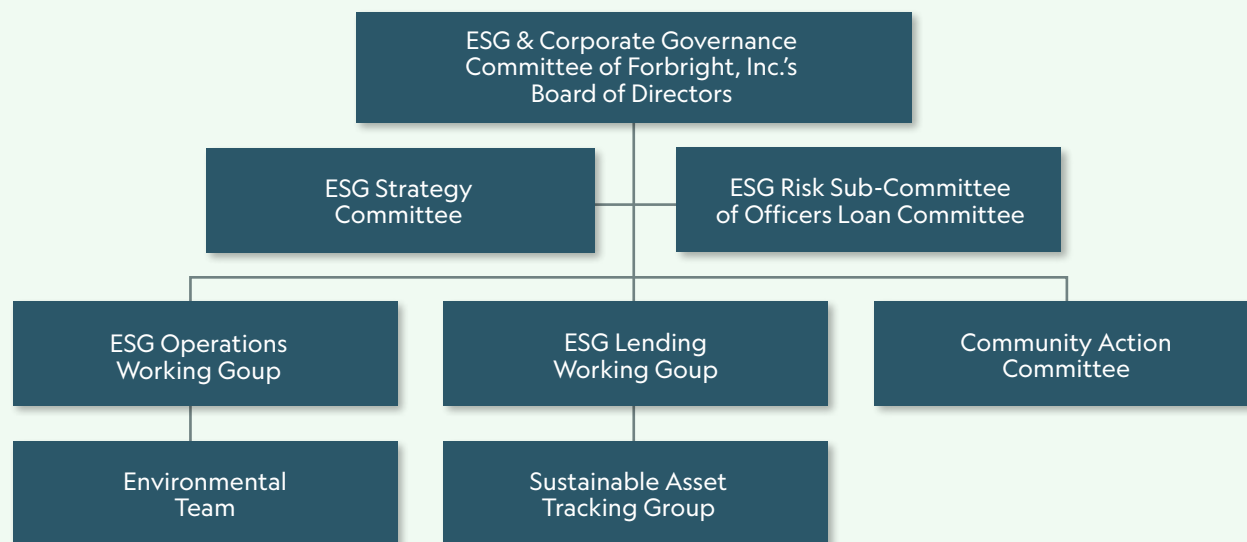 ESG & Corporate Governance
Committee of Forbright, Inc.'s
Board of Directors
ESG Strategy
Committee
ESG Risk Sub-Committee
of Officers Loan Committee
ESG Operations
Working Goup
ESG Lending
Working Goup
Community Action
Committee
Environmental
Team
Sustainable Asset
Tracking Group